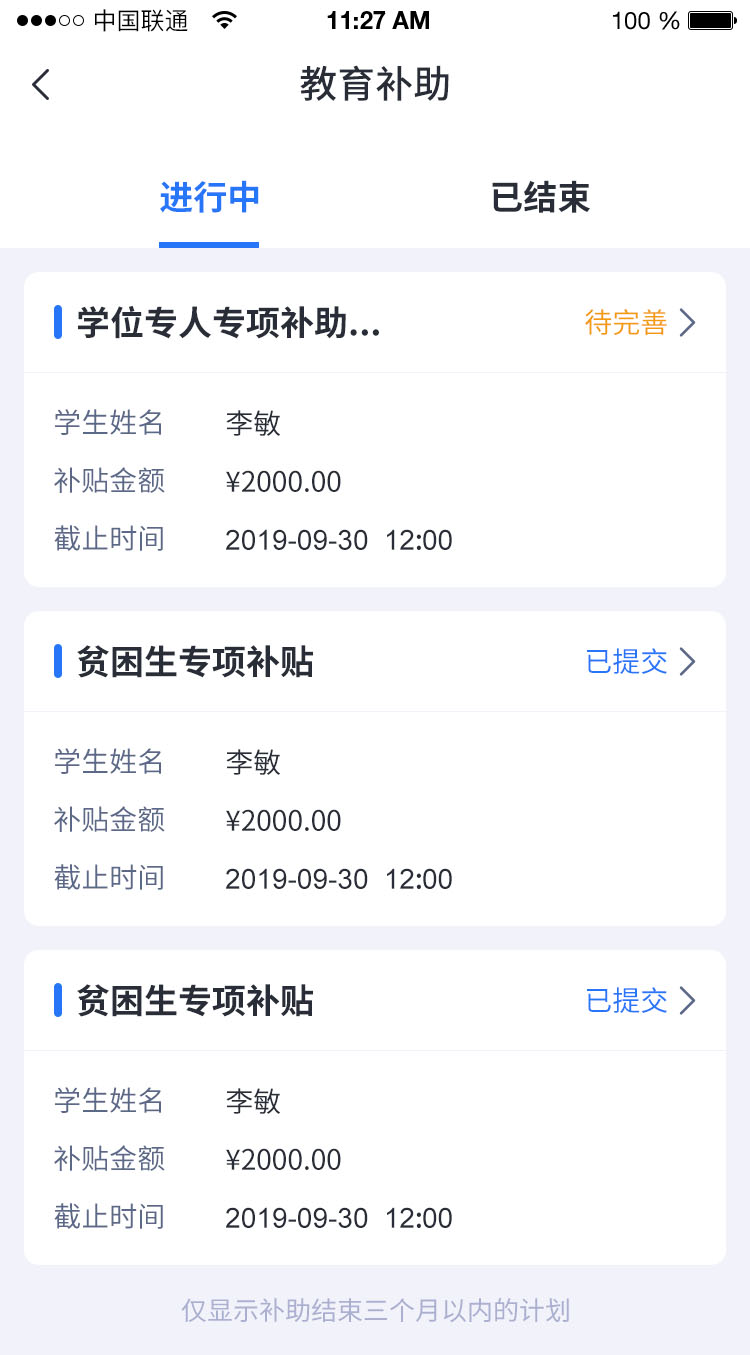 中国联通 11:27 AM 100 %
教育补助
进行中 已结束
学位专人专项补助... 待完善
学生姓名 李敏
补贴金额 ¥2000.00
截止时间 2019-09-30 12:00
贫困生专项补贴 已提交
学生姓名 李敏
补贴金额 ¥2000.00
截止时间 2019-09-30 12:00
贫困生专项补贴 已提交
学生姓名 李敏
补贴金额 ¥2000.00
截止时间 2019-09-30 12:00
仅显示补助结束三个月以内的计划